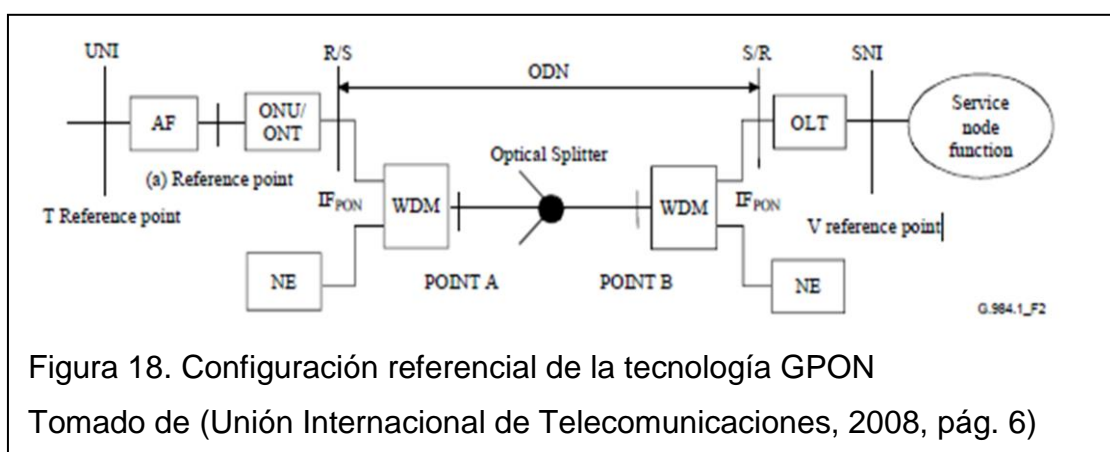 UNI R/S ODN S/R SNI
AF ONU/ ONT OLT Service node function
(a) Reference point Optical Splitter
T Reference point IFPON WDM WDM IFPON V reference point
NE POINT A POINT B NE
G.984.1_F2
Figura 18. Configuración referencial de la tecnología GPON
Tomado de (Unión Internacional de Telecomunicaciones, 2008, pág. 6)